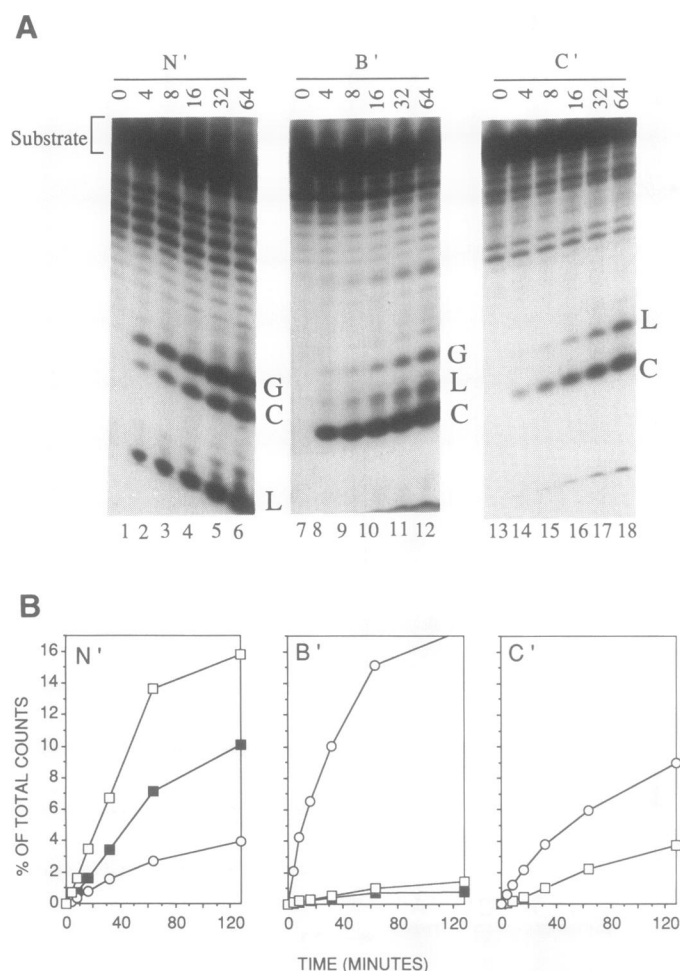 A
N' B' C'
0 4 8 16 32 64 0 4 8 16 32 64 0 4 8 16 32 64
Substrate
G
C
L
G
L
C
L
C
1 2 3 4 5 6 7 8 9 10 11 12 13 14 15 16 17 18
B
% OF TOTAL COUNTS
16
14
12
10
8
6
4
2
0
N'
B'
C'
0 40 80 120 0 40 80 120 0 40 80 120
TIME (MINUTES)